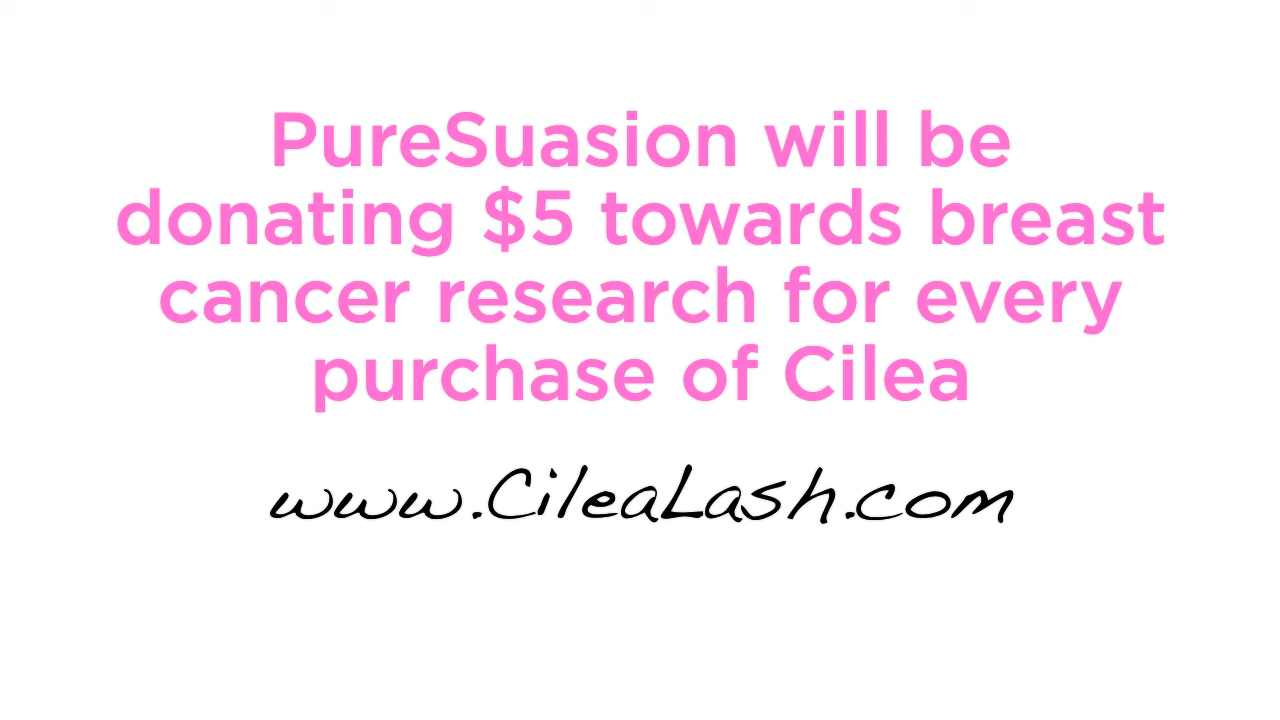 PureSuasion will be
donating $5 towards breast
cancer research for every
purchase of Cilea
www.CileaLash.com